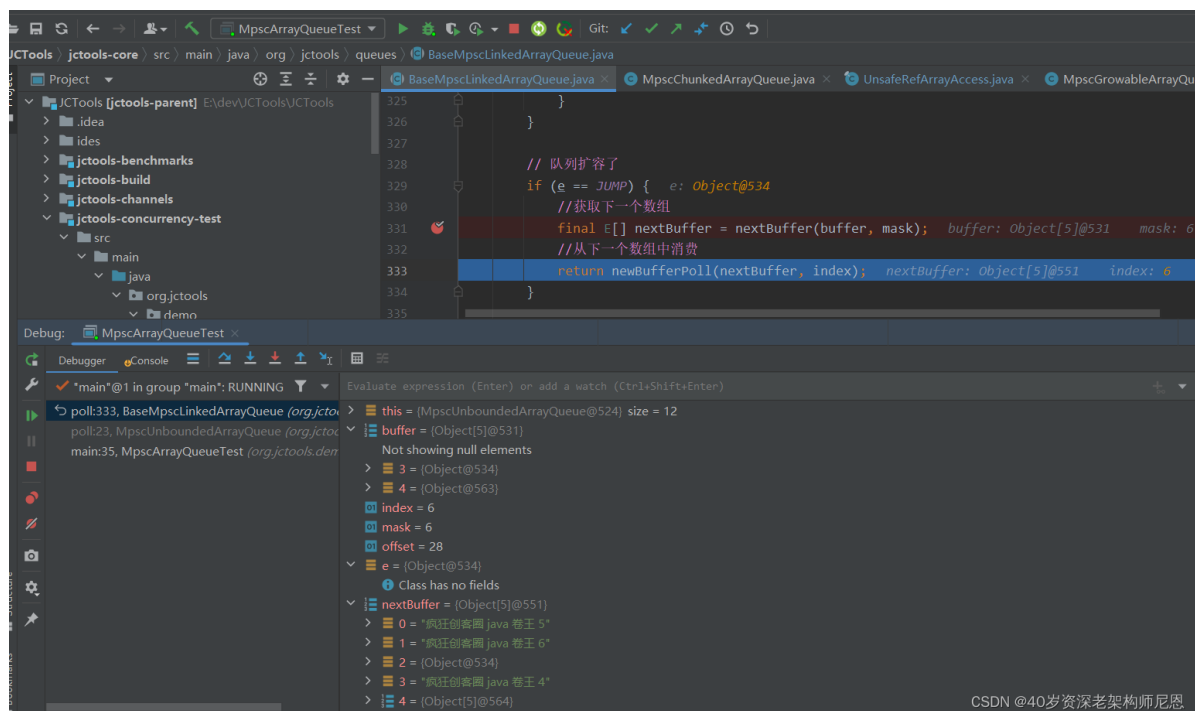 MpscArrayQueueTest
Git:
JCTools jctools-core src main java org jctools queues BaseMpscLinkedArrayQueue.java
Project
BaseMpscLinkedArrayQueue.java MpscChunkedArrayQueue.java UnsafeRefArrayAccess.java MpscGrowableArrayQu
JCTools [jctools-parent] E:\dev\JCTools\JCTools
.idea
ides
jctools-benchmarks
jctools-build
jctools-channels
jctools-concurrency-test
src
main
java
org.jctools
demo
325 }
326 }
327
328 // 队列扩容了
329 if (e == JUMP) { e: Object@534
330 //获取下一个数组
331 final E[] nextBuffer = nextBuffer(buffer, mask); buffer: Object[5]@531 mask: 6
332 //从下一个数组中消费
333 return newBufferPoll(nextBuffer, index); nextBuffer: Object[5]@551 index: 6
334 }
335
Debug: MpscArrayQueueTest
Debugger Console
"main"@1 in group "main": RUNNING
Evaluate expression (Enter) or add a watch (Ctrl+Shift+Enter)
poll:333, BaseMpscLinkedArrayQueue (org.jcto
poll:23, MpscUnboundedArrayQueue (org.jctoo
main:35, MpscArrayQueueTest (org.jctools.dem
this = {MpscUnboundedArrayQueue@524} size = 12
buffer = {Object[5]@531}
Not showing null elements
3 = {Object@534}
4 = {Object@563}
index = 6
mask = 6
offset = 28
e = {Object@534}
Class has no fields
nextBuffer = {Object[5]@551}
0 = "疯狂创客圈 java 卷王 5"
1 = "疯狂创客圈 java 卷王 6"
2 = {Object@534}
3 = "疯狂创客圈 java 卷王 4"
4 = {Object[5]@564}
CSDN @40岁资深老架构师尼恩